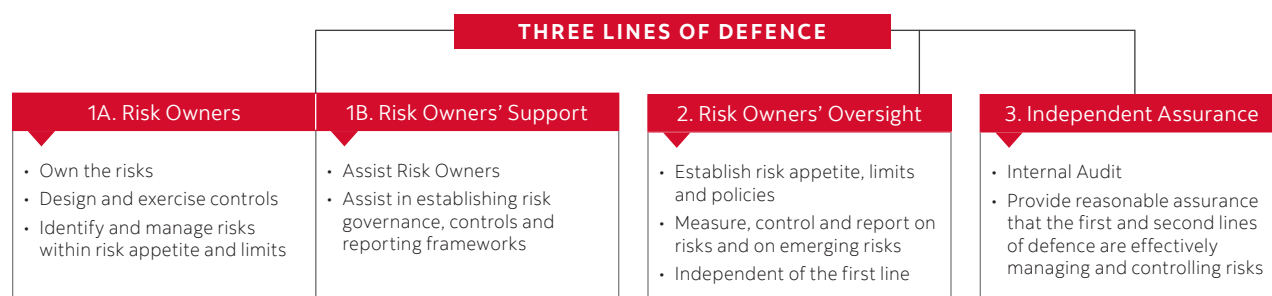 THREE LINES OF DEFENCE
1A. Risk Owners
• Own the risks
• Design and exercise controls
• Identify and manage risks
within risk appetite and limits
1B. Risk Owners’ Support
• Assist Risk Owners
• Assist in establishing risk
governance, controls and
reporting frameworks
2. Risk Owners’ Oversight
• Establish risk appetite, limits
and policies
• Measure, control and report on
risks and on emerging risks
• Independent of the first line
3. Independent Assurance
• Internal Audit
• Provide reasonable assurance
that the first and second lines
of defence are effectively
managing and controlling risks